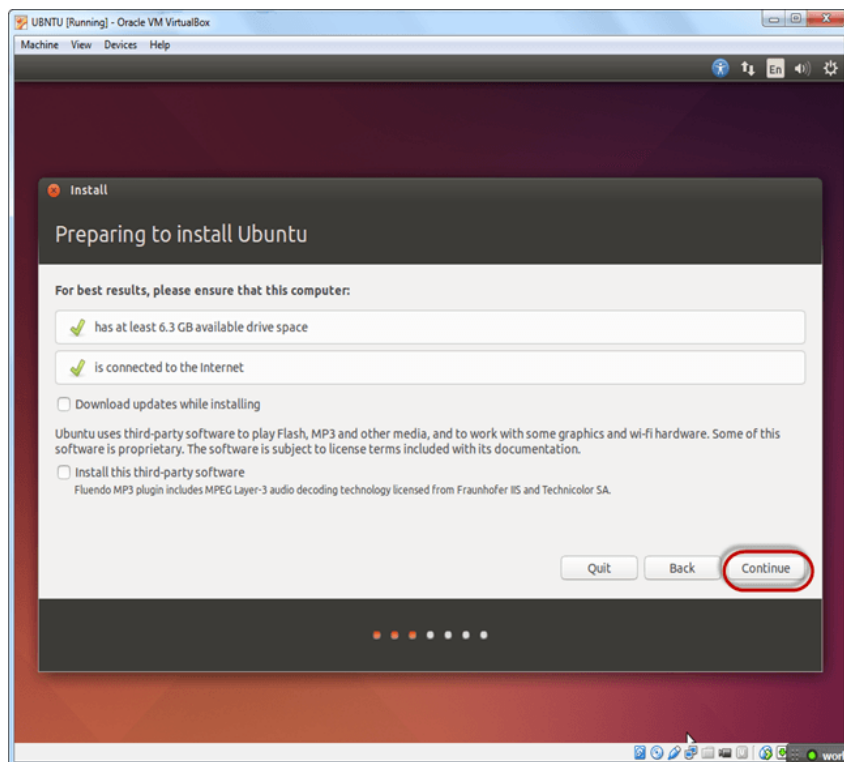 UBNTU [Running] - Oracle VM VirtualBox
Machine View Devices Help
En
Install
Preparing to install Ubuntu
For best results, please ensure that this computer:
has at least 6.3 GB available drive space
is connected to the Internet
Download updates while installing
Ubuntu uses third-party software to play Flash, MP3 and other media, and to work with some graphics and wi-fi hardware. Some of this
software is proprietary. The software is subject to license terms included with its documentation.
Install this third-party software
Fluendo MP3 plugin includes MPEG Layer-3 audio decoding technology licensed from Fraunhofer IIS and Technicolor SA.
Quit Back Continue